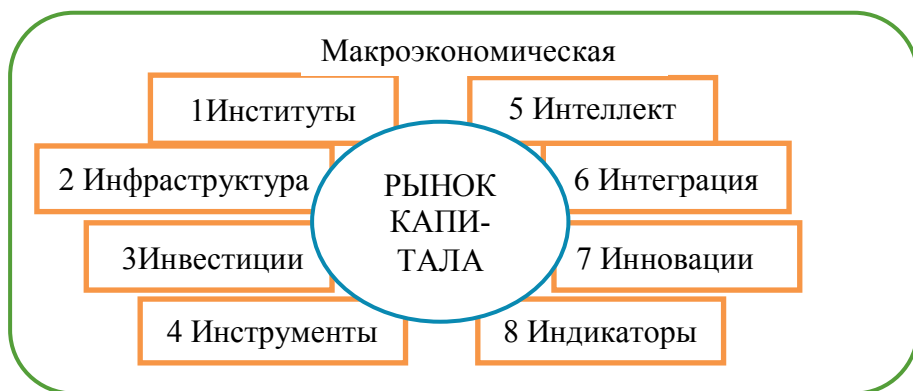 Макроэкономическая
1Институты
2 Инфраструктура
3Инвестиции
4 Инструменты
РЫНОК
КАПИ-
ТАЛА
5 Интеллект
6 Интеграция
7 Инновации
8 Индикаторы